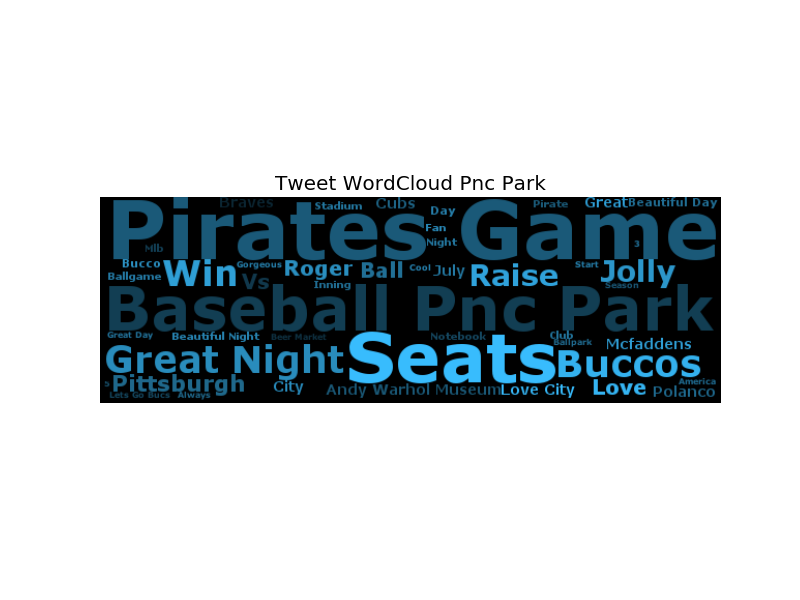 Tweet WordCloud Pnc Park
Braves Stadium Cubs Day Pirate Great Beautiful Day
Pirates Game
Fan
Mlb Night 3
Bucco Gorgeous Roger Ball Cool July Raise Start Jolly
Ballgame Win Vs Inning Season
Baseball Pnc Park
Great Day Beautiful Night Beer Market Notebook Club
Ballpark Mcfaddens
Great Night Seats Buccos
5 Pittsburgh City Andy Warhol Museum Love City Love America
Lets Go Bucs Always Polanco